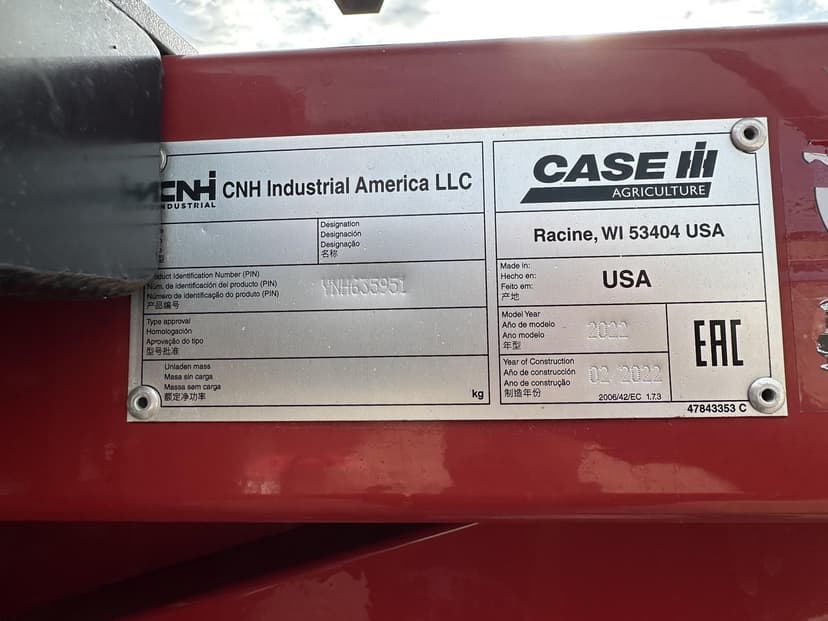 CNH
INDUSTRIAL
CNH Industrial America LLC
Designation
Designación
Designação
名称
Product Identification Number (PIN)
Núm. de identificación del producto (PIN)
Número de identificação do produto (PIN)
产品编号
YNH635951
Type approval
Homologación
Aprovação do tipo
型号批准
Unladen mass
Masa sin carga
Massa sem carga
额定净功率
kg
CASE IH
AGRICULTURE
Racine, WI 53404 USA
Made in:
Hecho en:
Feito em:
产地
USA
Model Year
Año de modelo
Ano modelo
年型
2022
Year of Construction
Año de construcción
Ano de construção
制造年份
02 2022
2006/42/EC 1.7.3
EAC
47843353 C